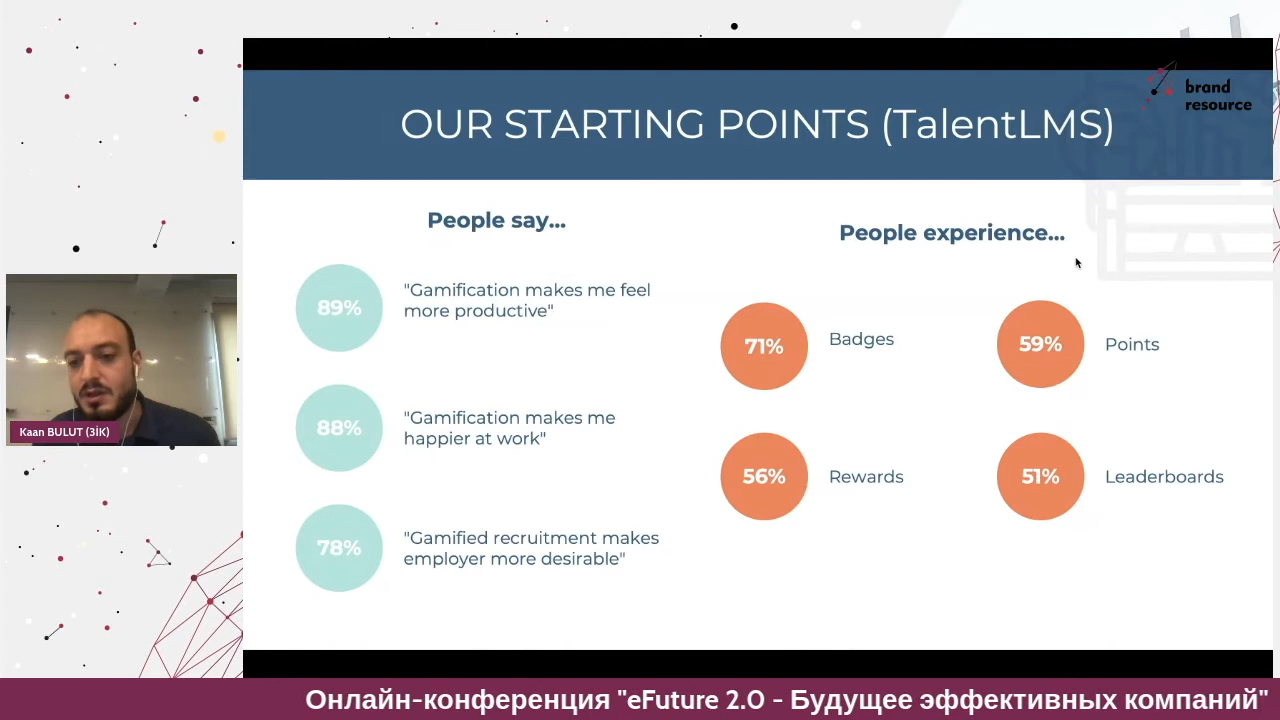 brand
resource
OUR STARTING POINTS (TalentLMS)
People say...
People experience...
89%
"Gamification makes me feel
more productive"
88%
"Gamification makes me
happier at work"
78%
"Gamified recruitment makes
employer more desirable"
71%
Badges
59%
Points
56%
Rewards
51%
Leaderboards
Kaan BULUT (3İK)
Онлайн-конференция "eFuture 2.0 - Будущее эффективных компаний"